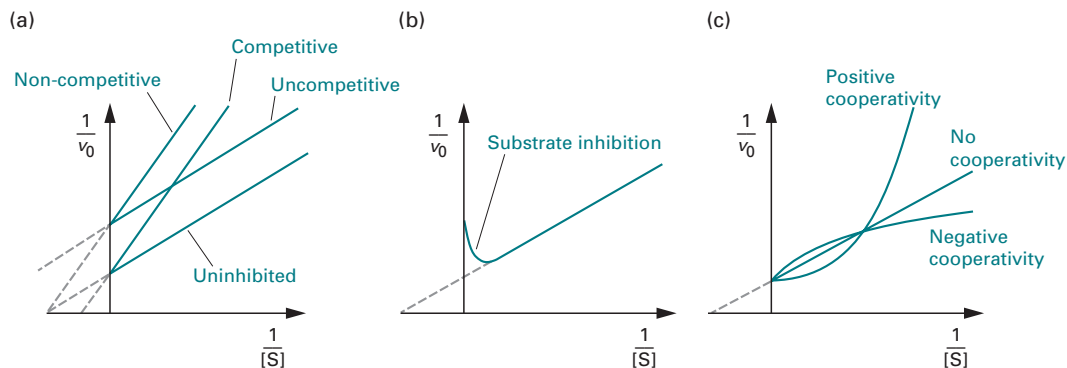 (a)
Non-competitive
Competitive
Uncompetitive
1
v0
Uninhibited
1
[S]
(b)
1
v0
Substrate inhibition
1
[S]
(c)
1
v0
Positive
cooperativity
No
cooperativity
Negative
cooperativity
1
[S]